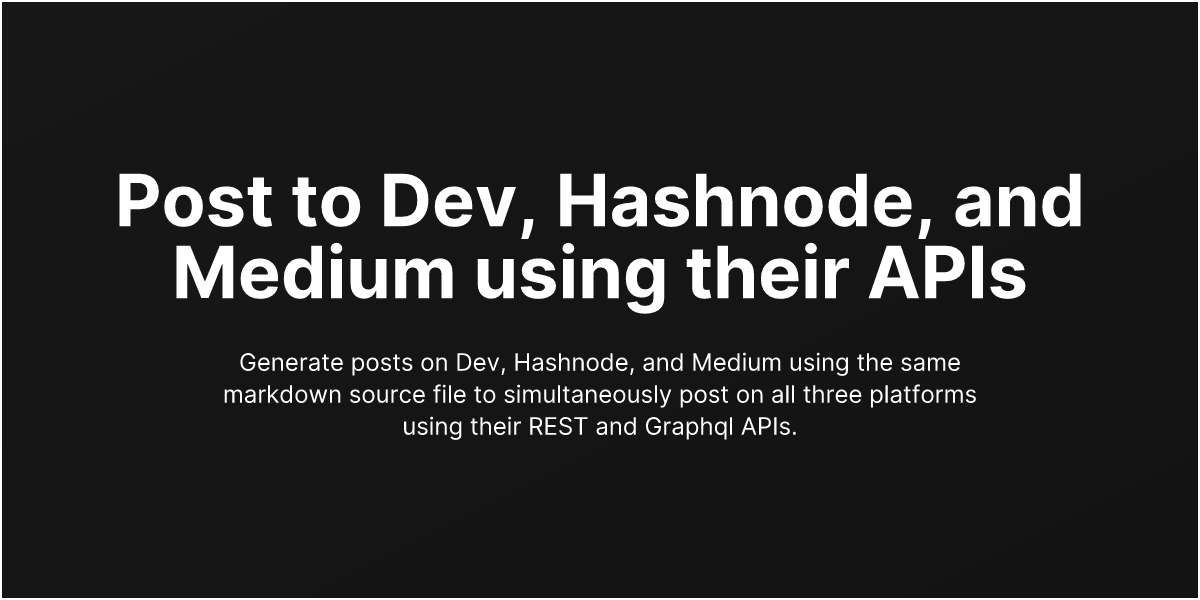 Post to Dev, Hashnode, and
Medium using their APIs
Generate posts on Dev, Hashnode, and Medium using the same
markdown source file to simultaneously post on all three platforms
using their REST and Graphql APIs.